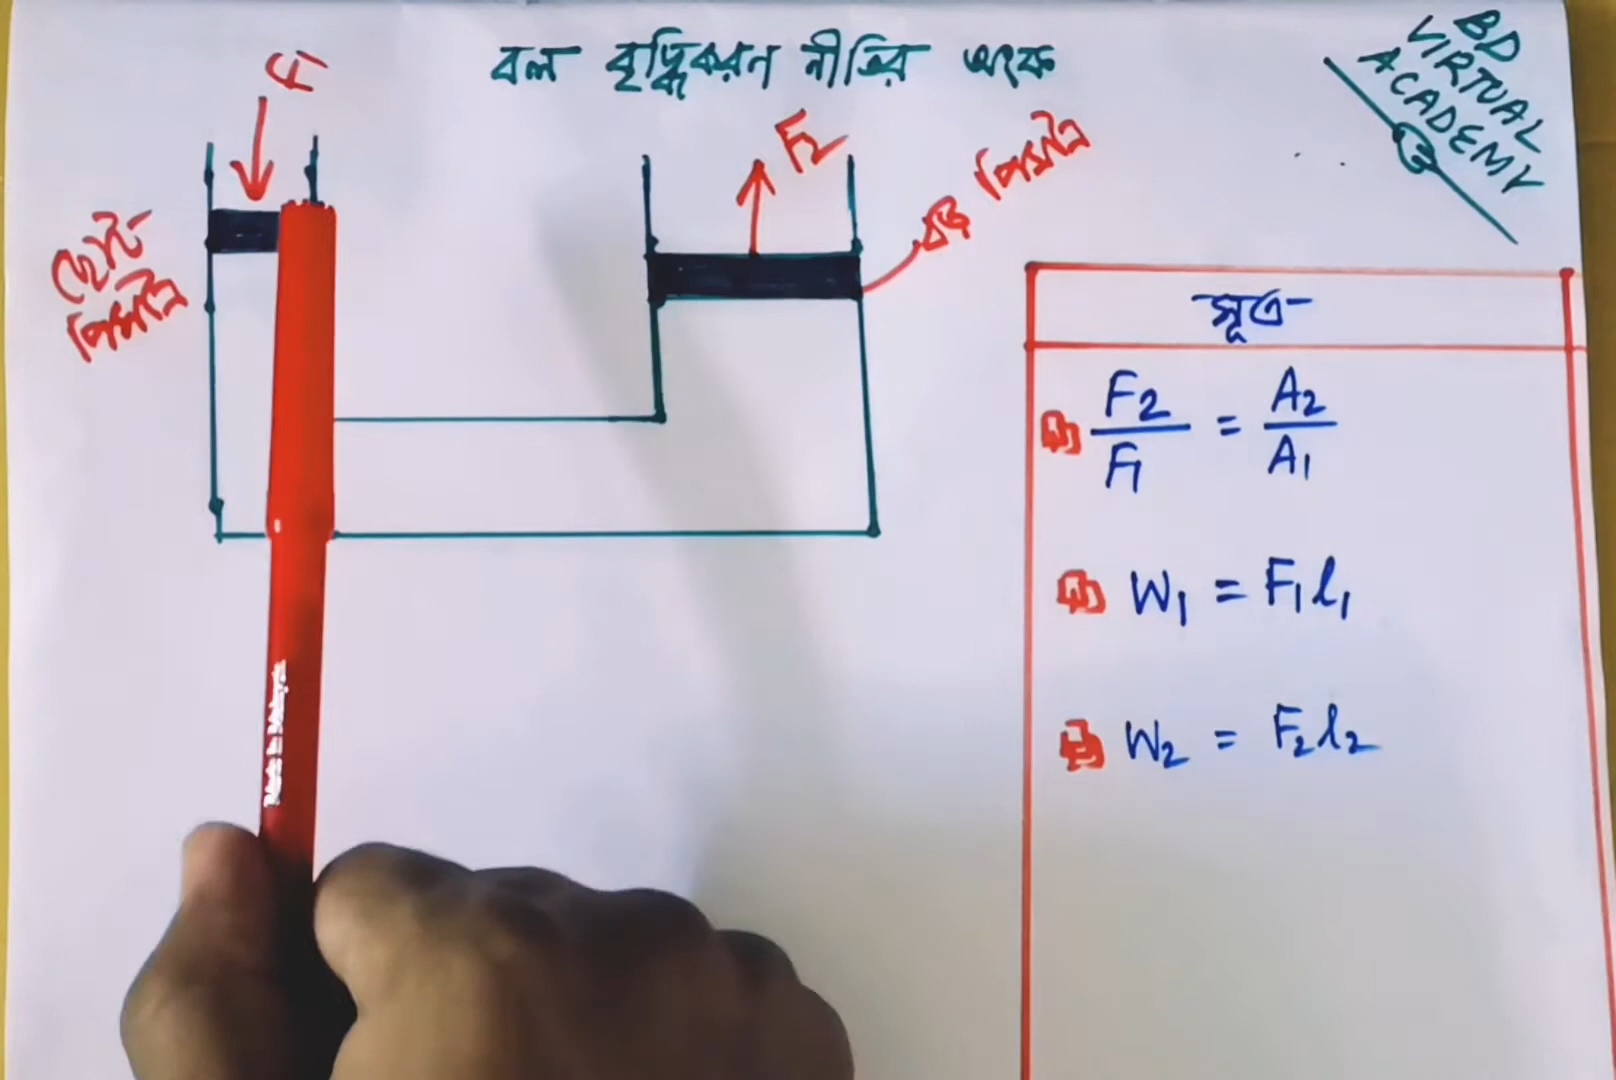 বল বৃদ্ধিকরণ নীতির অংক
BD
VIRTUAL
ACADEMY
F1
F2
ছোট
পিস্টন
বড় পিস্টন
সূত্র
F2/F1 = A2/A1
W1 = F1l1
W2 = F2l2